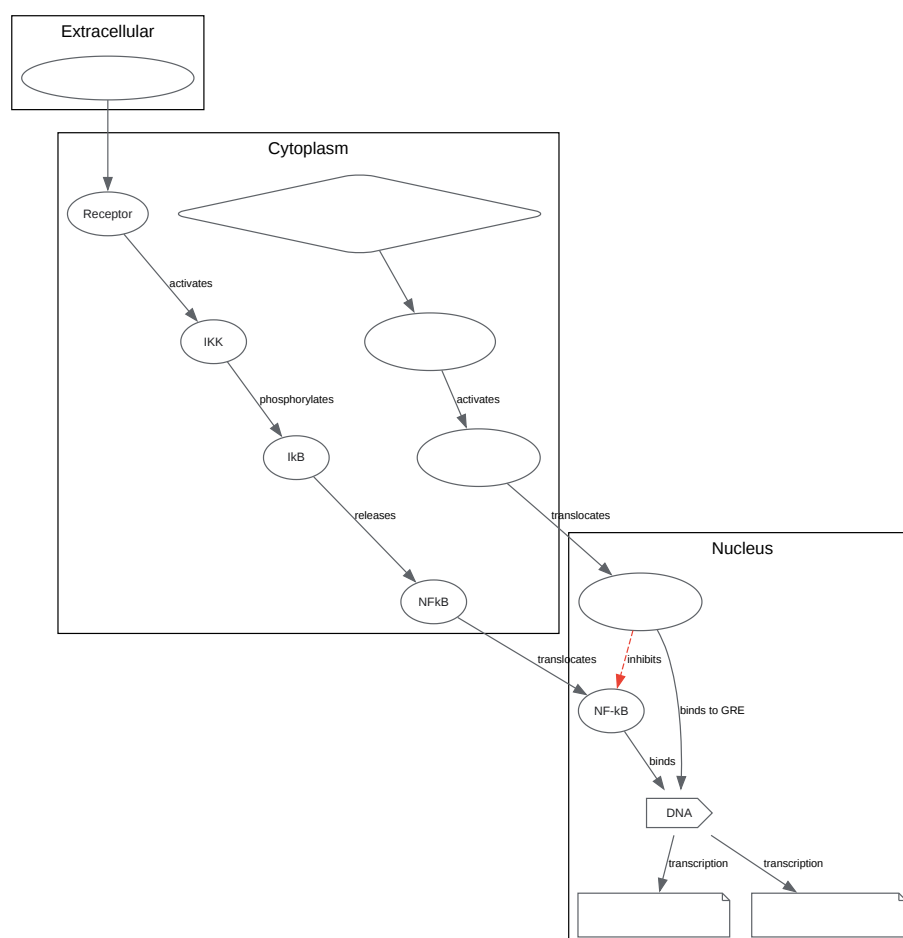 Extracellular
Cytoplasm
Receptor
activates
IKK
phosphorylates
activates
IkB
releases
translocates
Nucleus
NFkB
translocates
inhibits
NF-kB
binds to GRE
binds
DNA
transcription
transcription